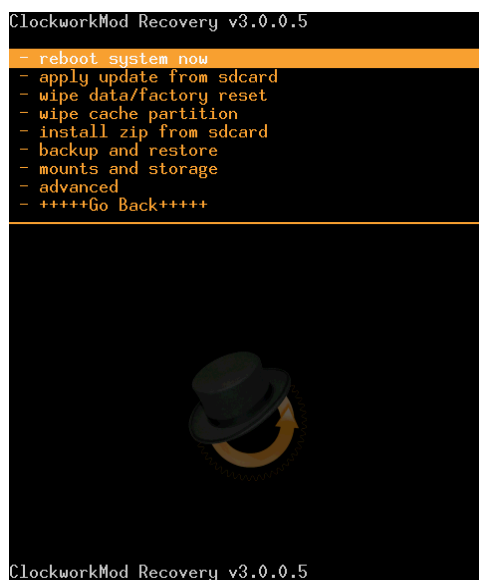 ClockworkMod Recovery v3.0.0.5
- reboot system now
- apply update from sdcard
- wipe data/factory reset
- wipe cache partition
- install zip from sdcard
- backup and restore
- mounts and storage
- advanced
- +++++Go Back+++++
ClockworkMod Recovery v3.0.0.5